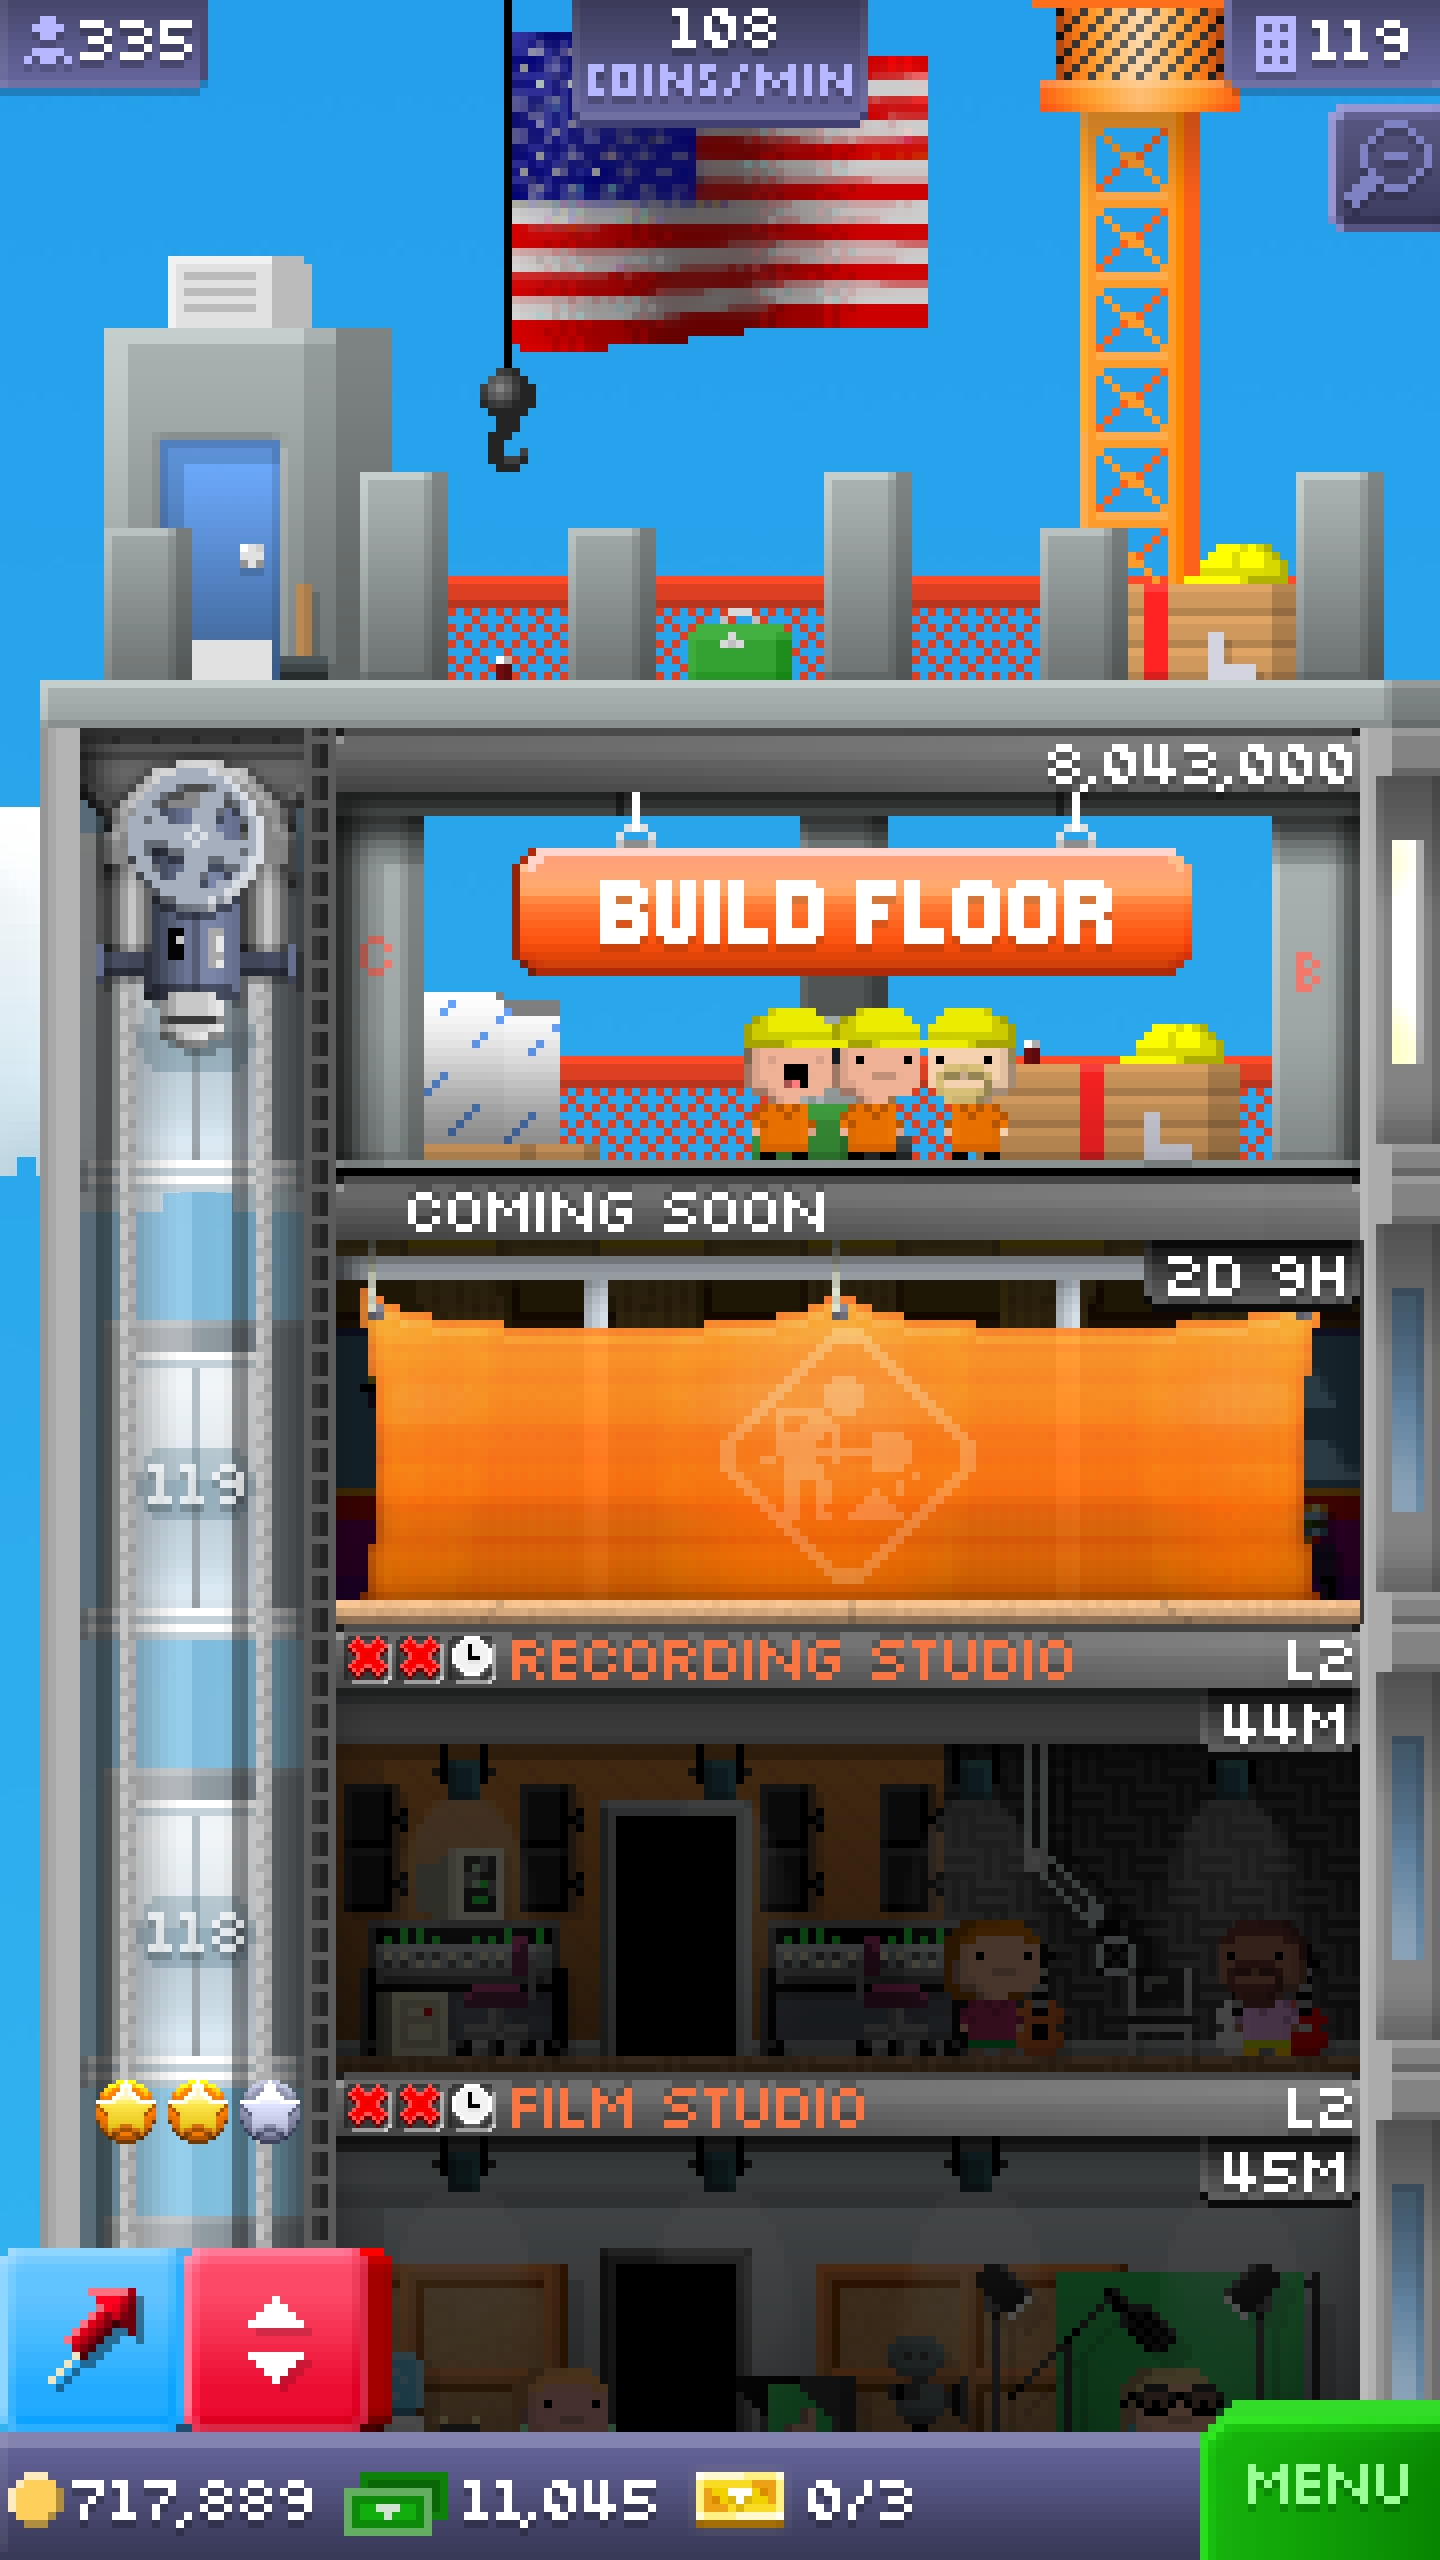 335
108
COINS/MIN
119
8,043,000
BUILD FLOOR
C
B
COMING SOON
2D 9H
119
RECORDING STUDIO L2
44M
118
FILM STUDIO L2
45M
717,889 11,045 0/3
MENU